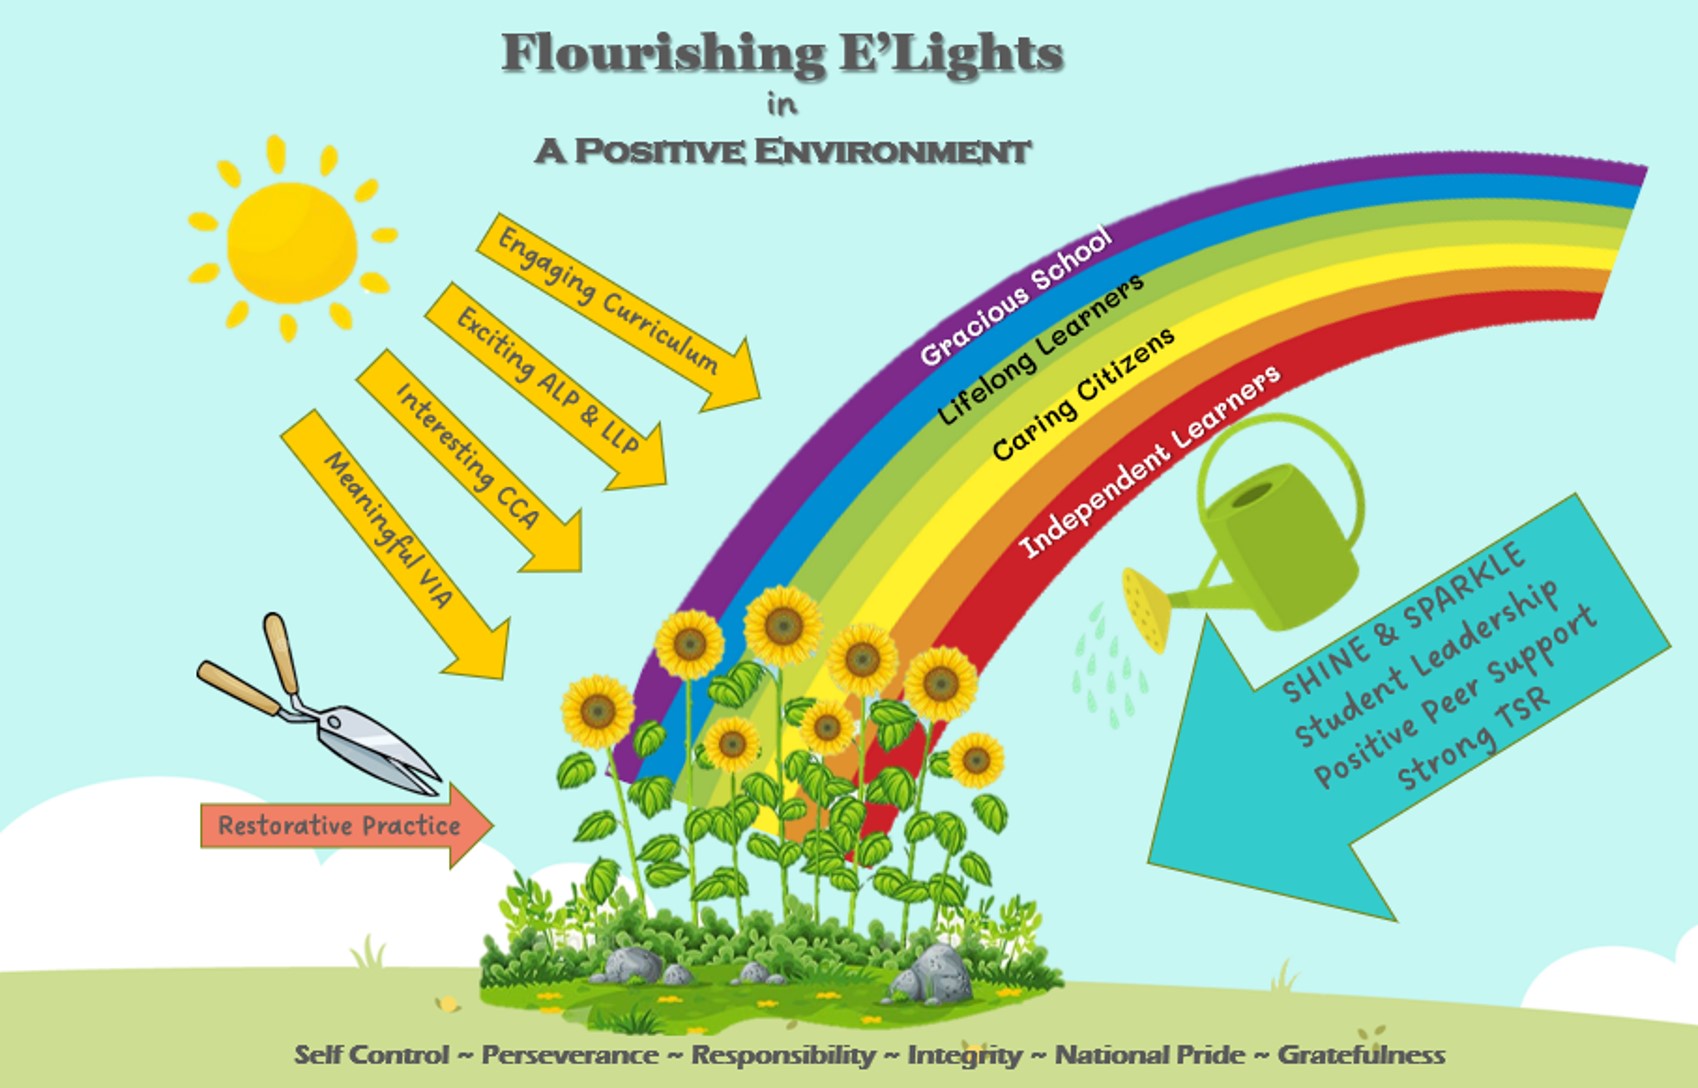 Flourishing E'Lights
in
A POSITIVE ENVIRONMENT
Engaging Curriculum
Exciting ALP & LLP
Interesting CCA
Meaningful VIA
Gracious School
Lifelong Learners
Caring Citizens
Independent Learners
SHINE & SPARKLE
Student Leadership
Positive Peer Support
Strong TSR
Restorative Practice
Self Control ~ Perseverance ~ Responsibility ~ Integrity ~ National Pride ~ Gratefulness